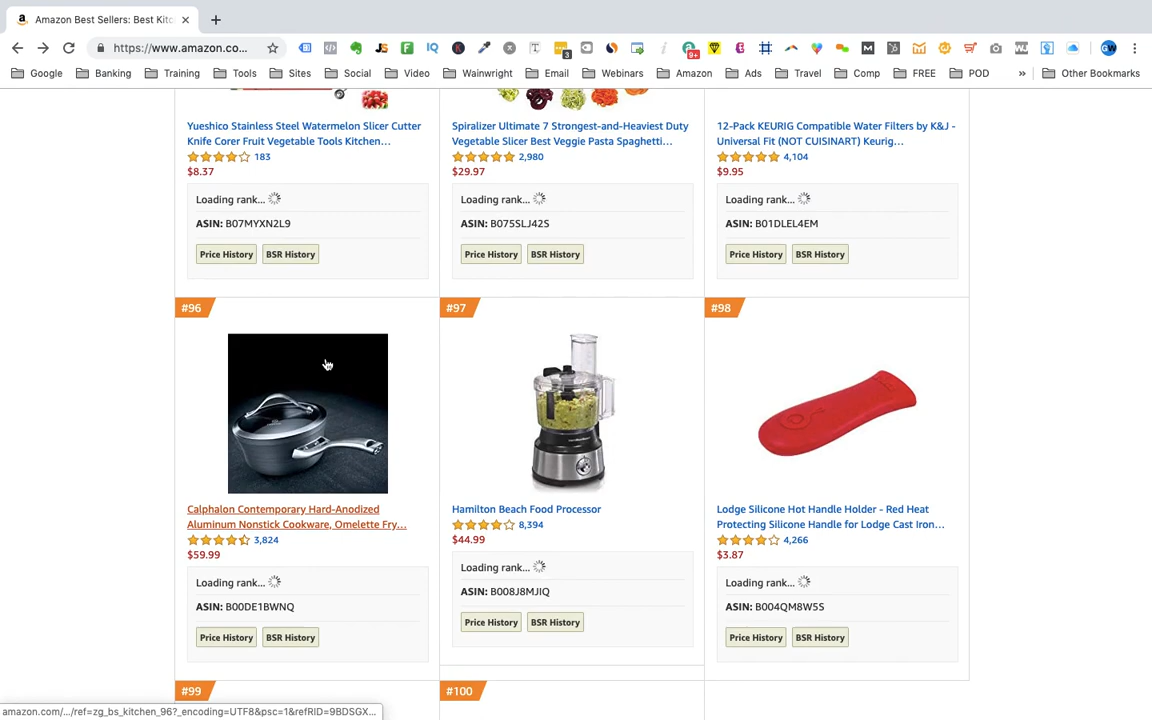 Amazon Best Sellers: Best Kitc
https://www.amazon.co...
Google
Banking
Training
Tools
Sites
Social
Video
Wainwright
Email
Webinars
Amazon
Ads
Travel
Comp
FREE
POD
»
Other Bookmarks
Yueshico Stainless Steel Watermelon Slicer Cutter
Knife Corer Fruit Vegetable Tools Kitchen...
183
$8.37
Loading rank...
ASIN: B07MYXN2L9
Price History
BSR History
Spiralizer Ultimate 7 Strongest-and-Heaviest Duty
Vegetable Slicer Best Veggie Pasta Spaghetti...
2,980
$29.97
Loading rank...
ASIN: B075SLJ42S
Price History
BSR History
12-Pack KEURIG Compatible Water Filters by K&J -
Universal Fit (NOT CUISINART) Keurig...
4,104
$9.95
Loading rank...
ASIN: B01DLEL4EM
Price History
BSR History
#96
Calphalon Contemporary Hard-Anodized
Aluminum Nonstick Cookware, Omelette Fry...
3,824
$59.99
Loading rank...
ASIN: B00DE1BWNQ
Price History
BSR History
#97
Hamilton Beach Food Processor
8,394
$44.99
Loading rank...
ASIN: B008J8MJIQ
Price History
BSR History
#98
Lodge Silicone Hot Handle Holder - Red Heat
Protecting Silicone Handle for Lodge Cast Iron...
4,266
$3.87
Loading rank...
ASIN: B004QM8W5S
Price History
BSR History
#99
#100
amazon.com/.../ref=zg_bs_kitchen_96?_encoding=UTF8&psc=1&refRID=9BDSGX...